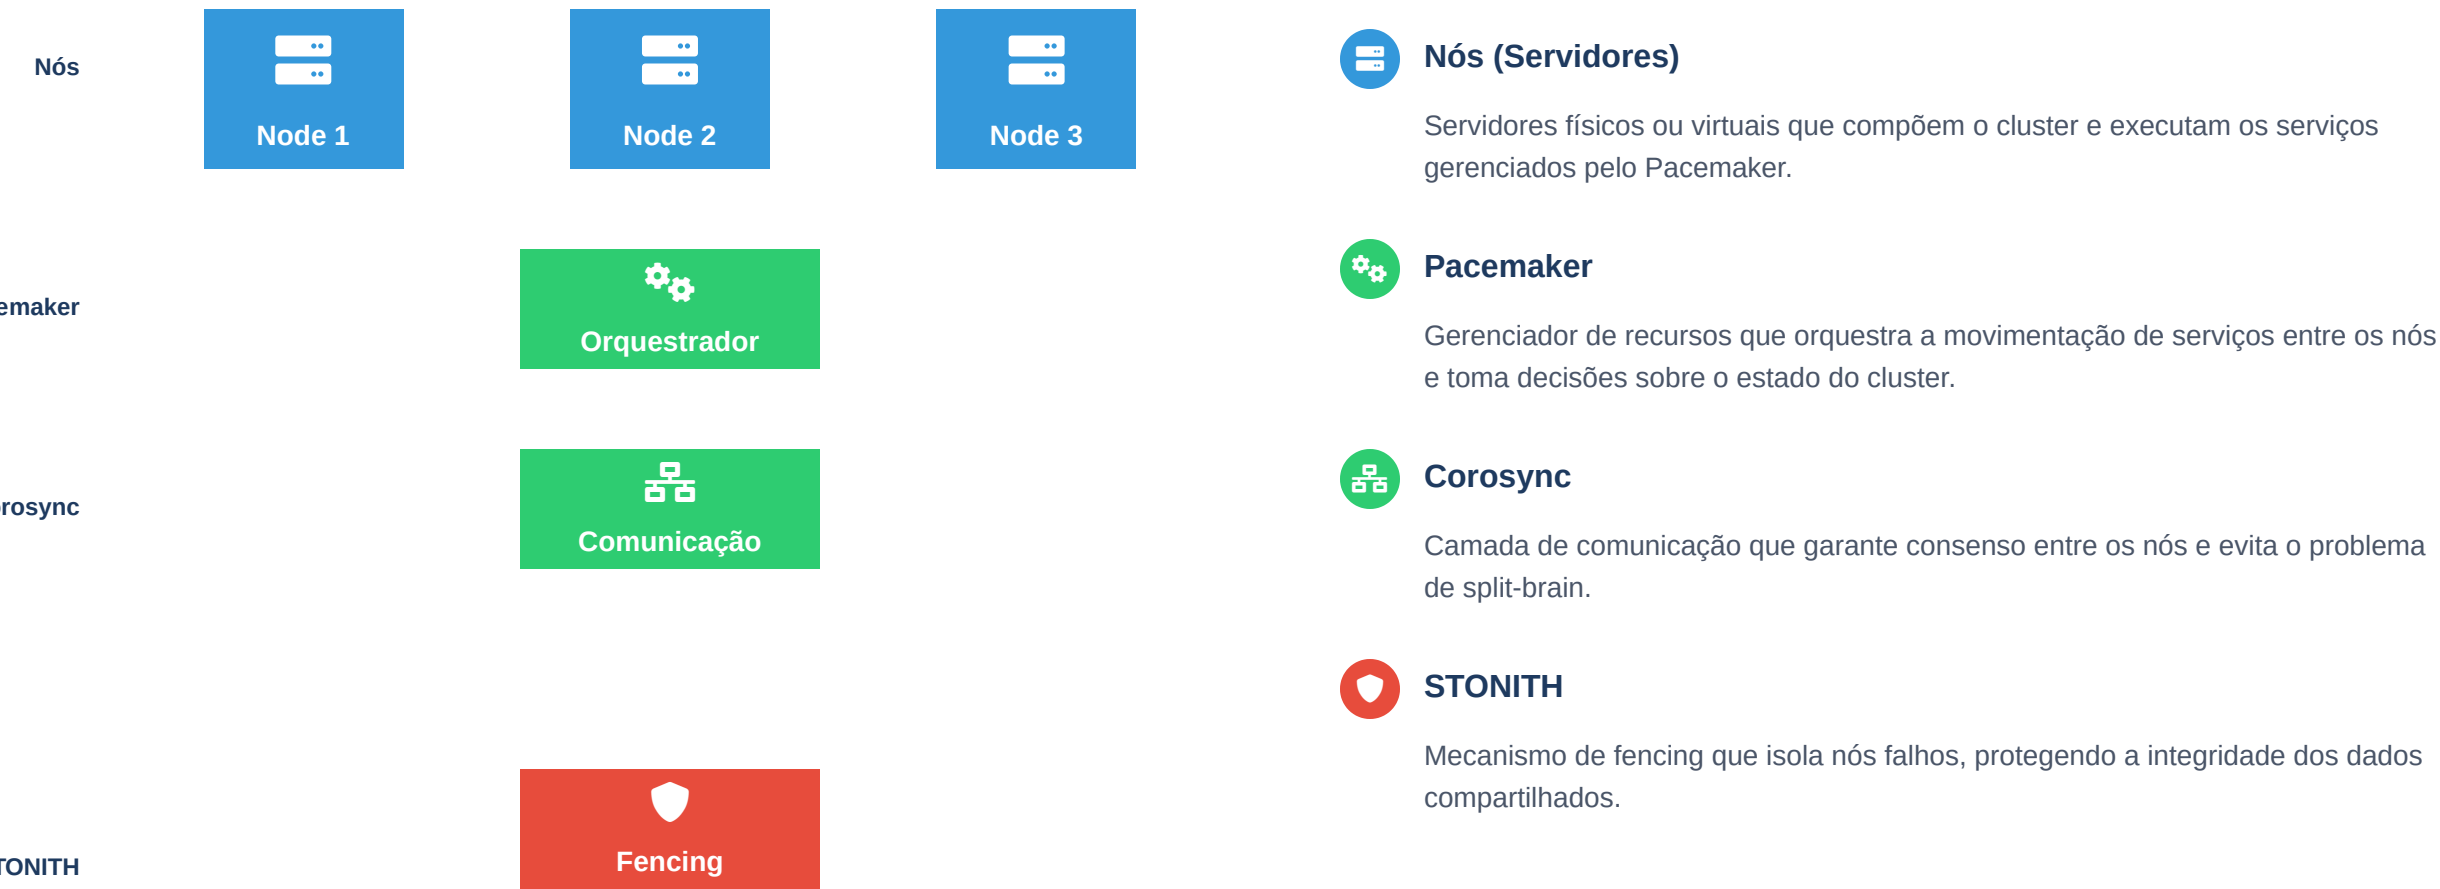 Nós
Node 1
Node 2
Node 3
emaker
Orquestrador
rosync
Comunicação
TONITH
Fencing
Nós (Servidores)
Servidores físicos ou virtuais que compõem o cluster e executam os serviços
gerenciados pelo Pacemaker.
Pacemaker
Gerenciador de recursos que orquestra a movimentação de serviços entre os nós
e toma decisões sobre o estado do cluster.
Corosync
Camada de comunicação que garante consenso entre os nós e evita o problema
de split-brain.
STONITH
Mecanismo de fencing que isola nós falhos, protegendo a integridade dos dados
compartilhados.